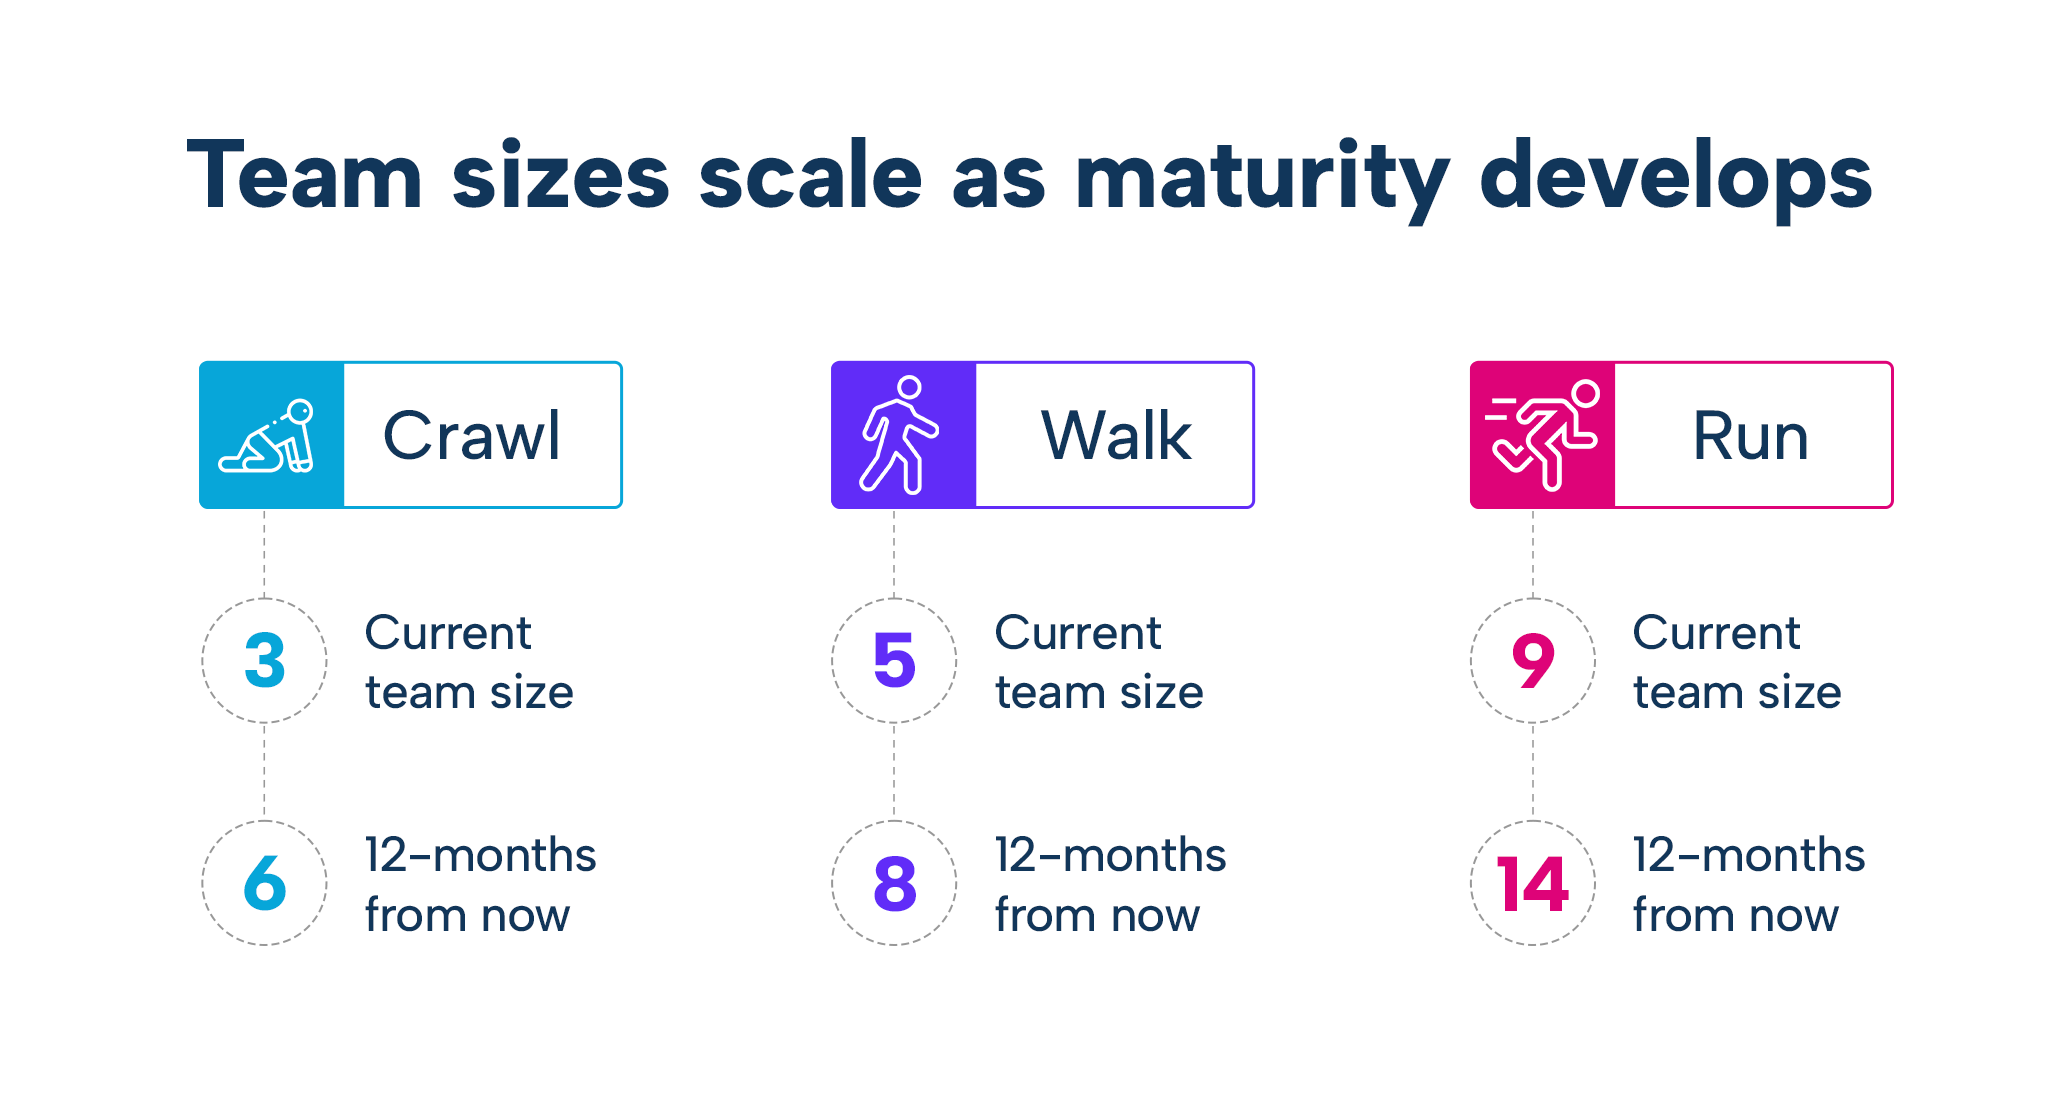 Team sizes scale as maturity develops
Crawl
3
Current
team size
6
12-months
from now
Walk
5
Current
team size
8
12-months
from now
Run
9
Current
team size
14
12-months
from now